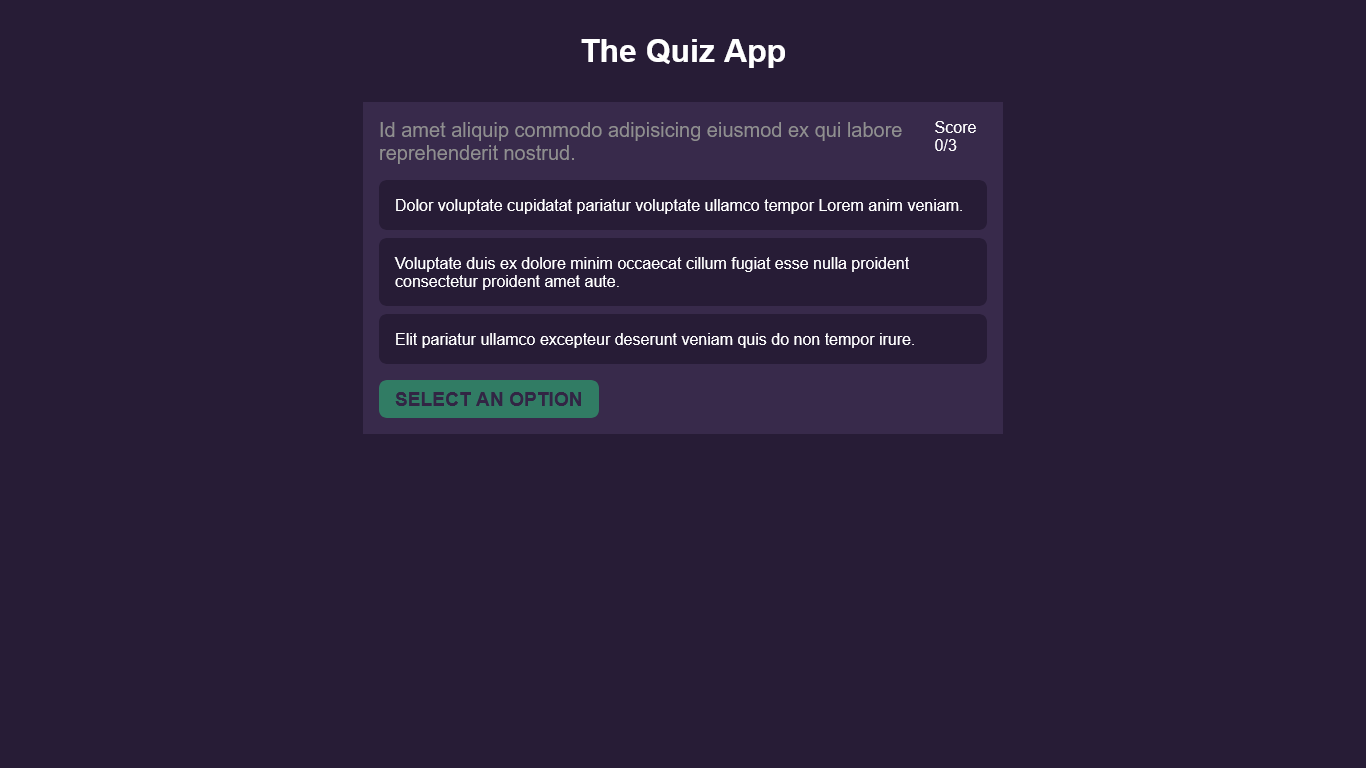 The Quiz App
Id amet aliquip commodo adipisicing eiusmod ex qui labore
reprehenderit nostrud.
Score
0/3
Dolor voluptate cupidatat pariatur voluptate ullamco tempor Lorem anim veniam.
Voluptate duis ex dolore minim occaecat cillum fugiat esse nulla proident
consectetur proident amet aute.
Elit pariatur ullamco excepteur deserunt veniam quis do non tempor irure.
SELECT AN OPTION